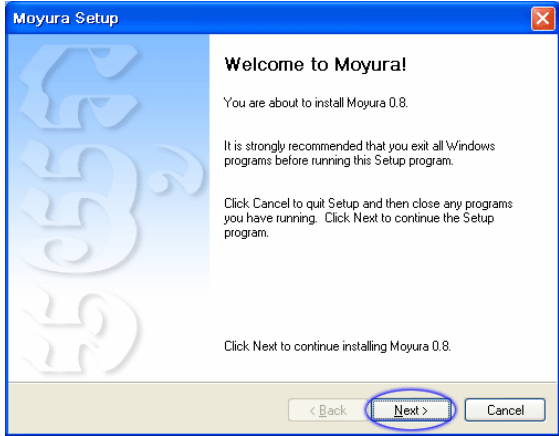 Moyura Setup
Welcome to Moyura!
You are about to install Moyura 0.8.
It is strongly recommended that you exit all Windows
programs before running this Setup program.
Click Cancel to quit Setup and then close any programs
you have running.  Click Next to continue the Setup
program.
Click Next to continue installing Moyura 0.8.
< Back
Next >
Cancel